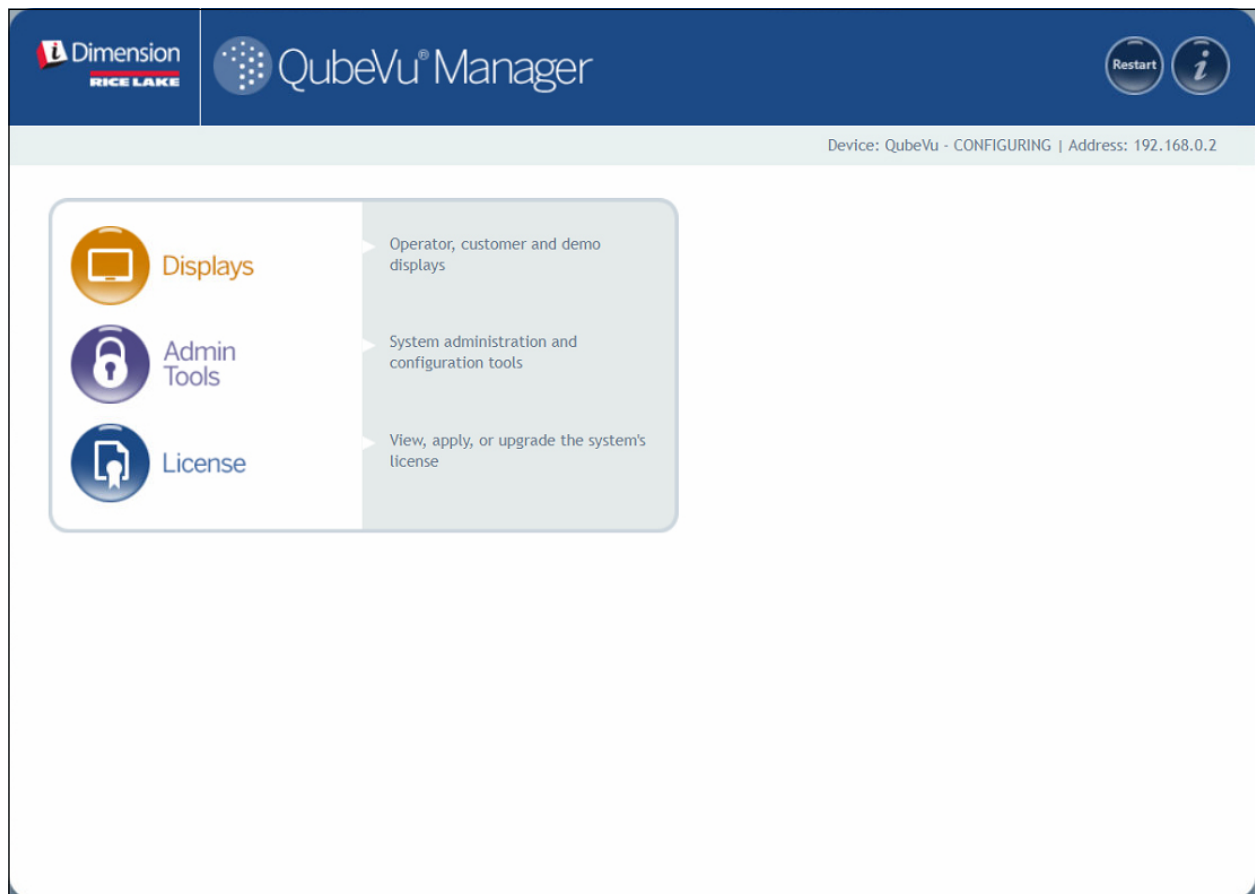 i Dimension
RICE LAKE
QubeVu® Manager
Restart
i
Device: QubeVu - CONFIGURING | Address: 192.168.0.2
Displays
Operator, customer and demo
displays
Admin
Tools
System administration and
configuration tools
License
View, apply, or upgrade the system's
license